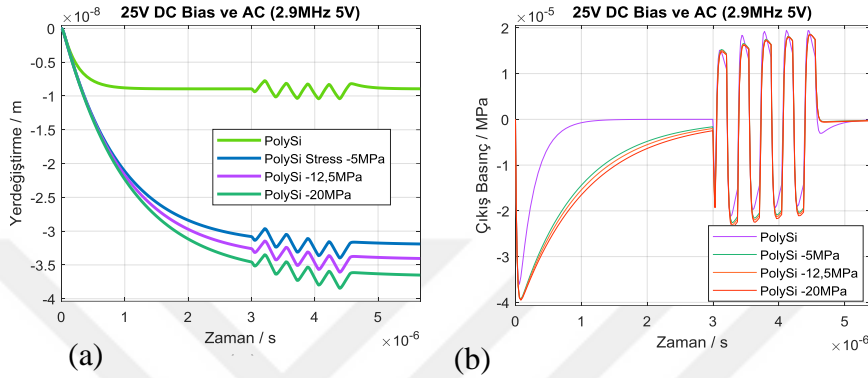 25V DC Bias ve AC (2.9MHz 5V)
×10⁻⁸
0
-0.5
-1
-1.5
-2
-2.5
-3
-3.5
-4
Yerdeğiştirme / m
PolySi
PolySi Stress -5MPa
PolySi -12,5MPa
PolySi -20MPa
0 1 2 3 4 5
Zaman / s
×10⁻⁶
(a)
25V DC Bias ve AC (2.9MHz 5V)
×10⁻⁵
2
1
0
-1
-2
-3
-4
Çıkış Basınç / MPa
PolySi
PolySi -5MPa
PolySi -12,5MPa
PolySi -20MPa
0 1 2 3 4 5
Zaman / s
×10⁻⁶
(b)